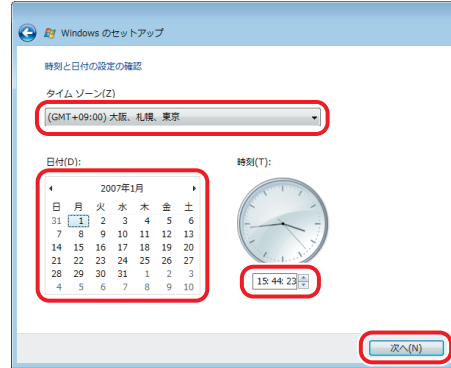 Windows のセットアップ
時刻と日付の設定の確認
タイム ゾーン(Z)
(GMT+09:00) 大阪、札幌、東京
日付(D):
時刻(T):
2007年1月
日 月 火 水 木 金 土
31 1 2 3 4 5 6
7 8 9 10 11 12 13
14 15 16 17 18 19 20
21 22 23 24 25 26 27
28 29 30 31 1 2 3
4 5 6 7 8 9 10
15:44:23
次へ(N)